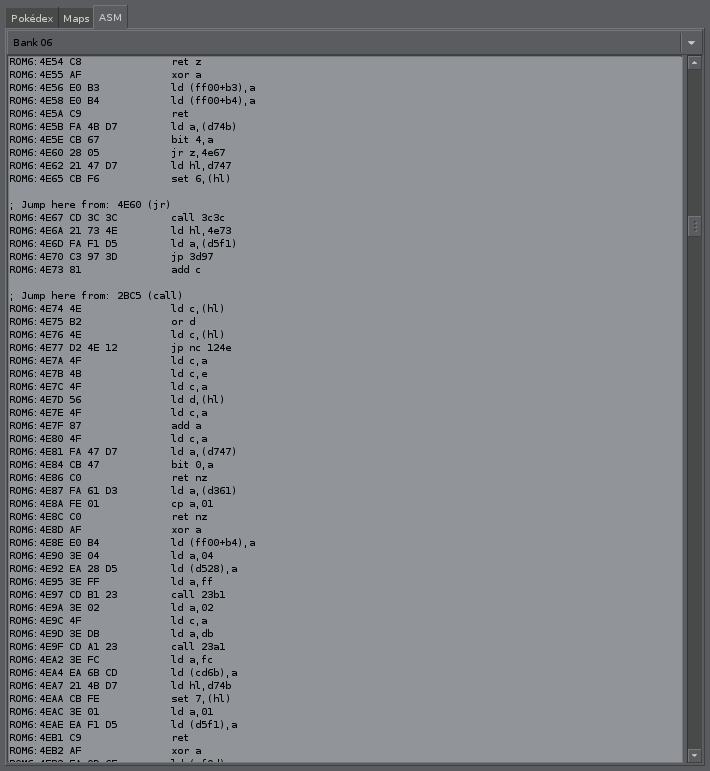 Pokédex Maps ASM
Bank 06
ROM6:4E54 C8 ret z
ROM6:4E55 AF xor a
ROM6:4E56 E0 B3 ld (ff00+b3),a
ROM6:4E58 E0 B4 ld (ff00+b4),a
ROM6:4E5A C9 ret
ROM6:4E5B FA 4B D7 ld a,(d74b)
ROM6:4E5E CB 67 bit 4,a
ROM6:4E60 28 05 jr z,4e67
ROM6:4E62 21 47 D7 ld hl,d747
ROM6:4E65 CB F6 set 6,(hl)
; Jump here from: 4E60 (jr)
ROM6:4E67 CD 3C 3C call 3c3c
ROM6:4E6A 21 73 4E ld hl,4e73
ROM6:4E6D FA F1 D5 ld a,(d5f1)
ROM6:4E70 C3 97 3D jp 3d97
ROM6:4E73 81 add c
; Jump here from: 2BC5 (call)
ROM6:4E74 4E ld c,(hl)
ROM6:4E75 B2 or d
ROM6:4E76 4E ld c,(hl)
ROM6:4E77 D2 4E 12 jp nc 124e
ROM6:4E7A 4F ld c,a
ROM6:4E7B 4B ld c,e
ROM6:4E7C 4F ld c,a
ROM6:4E7D 56 ld d,(hl)
ROM6:4E7E 4F ld c,a
ROM6:4E7F 87 add a
ROM6:4E80 4F ld c,a
ROM6:4E81 FA 47 D7 ld a,(d747)
ROM6:4E84 CB 47 bit 0,a
ROM6:4E86 C0 ret nz
ROM6:4E87 FA 61 D3 ld a,(d361)
ROM6:4E8A FE 01 cp a,01
ROM6:4E8C C0 ret nz
ROM6:4E8D AF xor a
ROM6:4E8E E0 B4 ld (ff00+b4),a
ROM6:4E90 3E 04 ld a,04
ROM6:4E92 EA 28 D5 ld (d528),a
ROM6:4E95 3E FF ld a,ff
ROM6:4E97 CD B1 23 call 23b1
ROM6:4E9A 3E 02 ld a,02
ROM6:4E9C 4F ld c,a
ROM6:4E9D 3E DB ld a,db
ROM6:4E9F CD A1 23 call 23a1
ROM6:4EA2 3E FC ld a,fc
ROM6:4EA4 EA 6B CD ld (cd6b),a
ROM6:4EA7 21 4B D7 ld hl,d74b
ROM6:4EAA CB FE set 7,(hl)
ROM6:4EAC 3E 01 ld a,01
ROM6:4EAE EA F1 D5 ld (d5f1),a
ROM6:4EB1 C9 ret
ROM6:4EB2 AF xor a